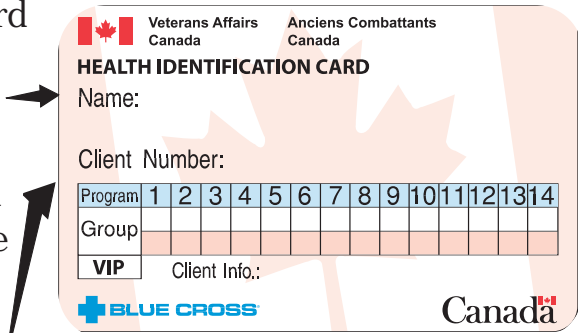 rd
Veterans Affairs Anciens Combattants
Canada Canada
HEALTH IDENTIFICATION CARD
Name:
Client Number:
Program 1 2 3 4 5 6 7 8 9 10 11 12 13 14
Group
e
VIP Client Info.:
BLUE CROSS
Canada